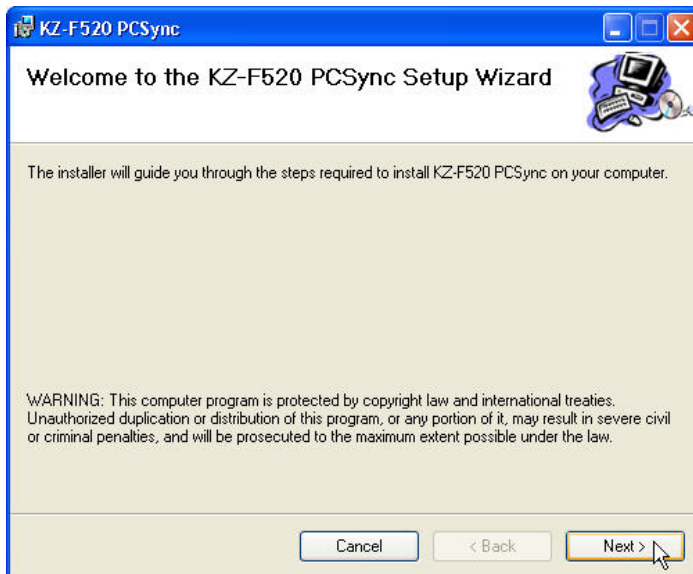 KZ-F520 PCSync
Welcome to the KZ-F520 PCSync Setup Wizard
The installer will guide you through the steps required to install KZ-F520 PCSync on your computer.
WARNING: This computer program is protected by copyright law and international treaties.
Unauthorized duplication or distribution of this program, or any portion of it, may result in severe civil
or criminal penalties, and will be prosecuted to the maximum extent possible under the law.
Cancel < Back Next >